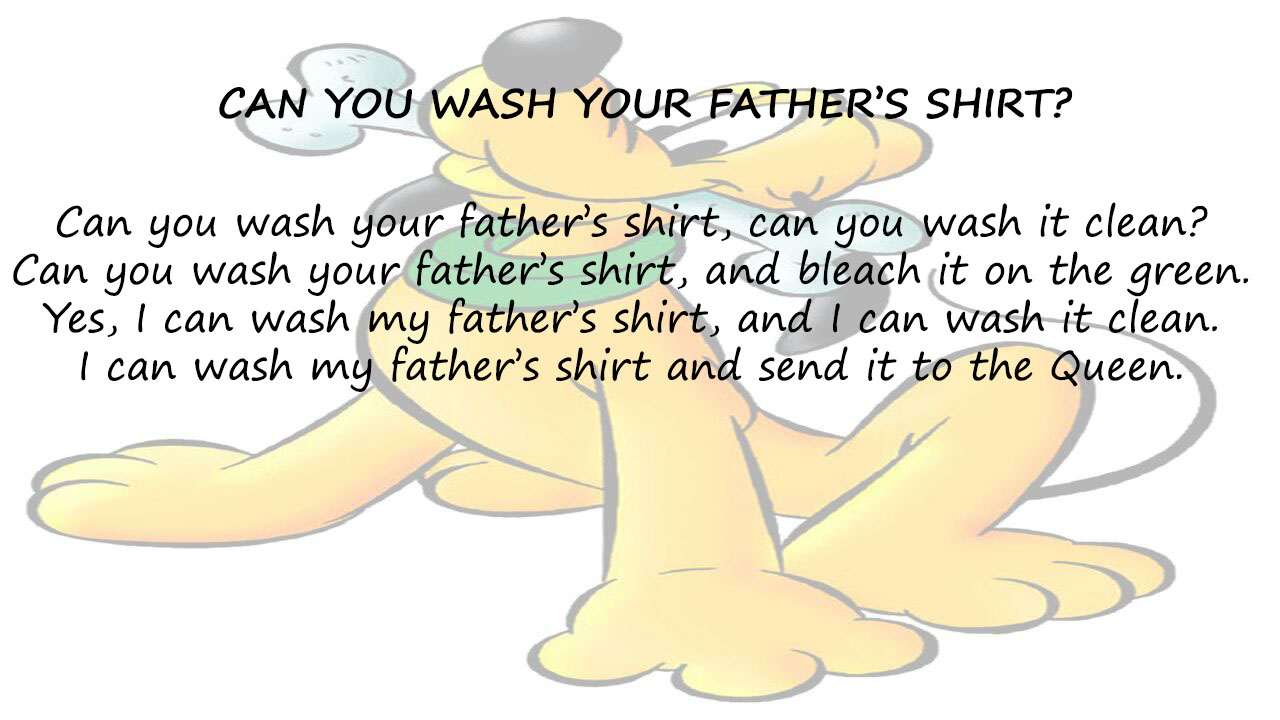 CAN YOU WASH YOUR FATHER’S SHIRT?
Can you wash your father’s shirt, can you wash it clean?
Can you wash your father’s shirt, and bleach it on the green.
Yes, I can wash my father’s shirt, and I can wash it clean.
I can wash my father’s shirt and send it to the Queen.